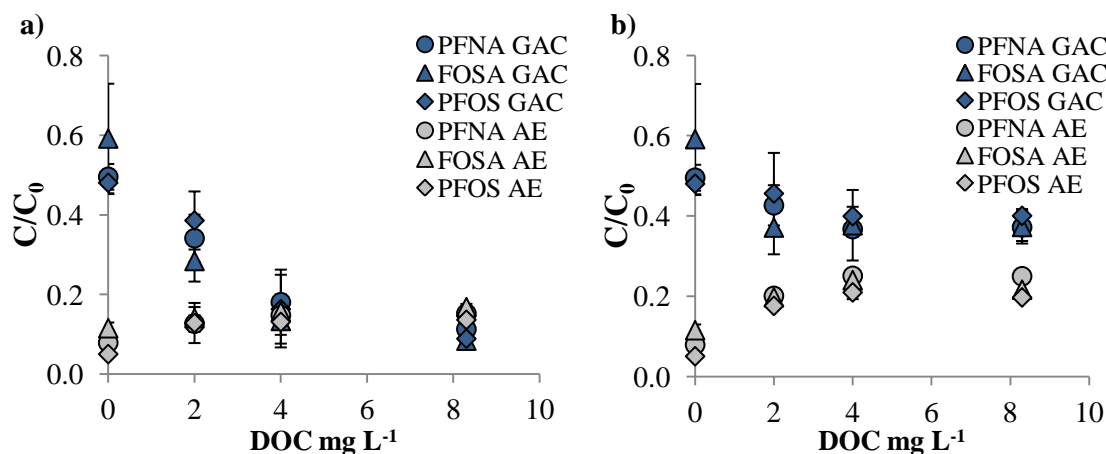 a)
PFNA GAC
FOSA GAC
PFOS GAC
PFNA AE
FOSA AE
PFOS AE
0.8
0.6
0.4
0.2
0.0
C/C₀
0 2 4 6 8 10
DOC mg L⁻¹
b)
PFNA GAC
FOSA GAC
PFOS GAC
PFNA AE
FOSA AE
PFOS AE
0.8
0.6
0.4
0.2
0.0
C/C₀
0 2 4 6 8 10
DOC mg L⁻¹